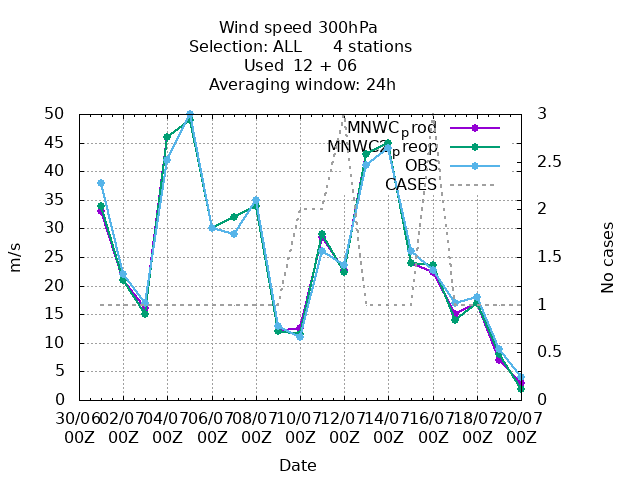 Wind speed 300hPa
Selection: ALL 4 stations
Used 12 + 06
Averaging window: 24h
50 3
MNWC_prod
MNWC2_preop
OBS
CASES
45
40
35
30
25
20
15
10
5
0
2.5
2
1.5
1
0.5
0
m/s
No cases
30/06 02/07 04/07 06/07 08/07 10/07 12/07 14/07 16/07 18/07 20/07
00Z 00Z 00Z 00Z 00Z 00Z 00Z 00Z 00Z 00Z 00Z
Date